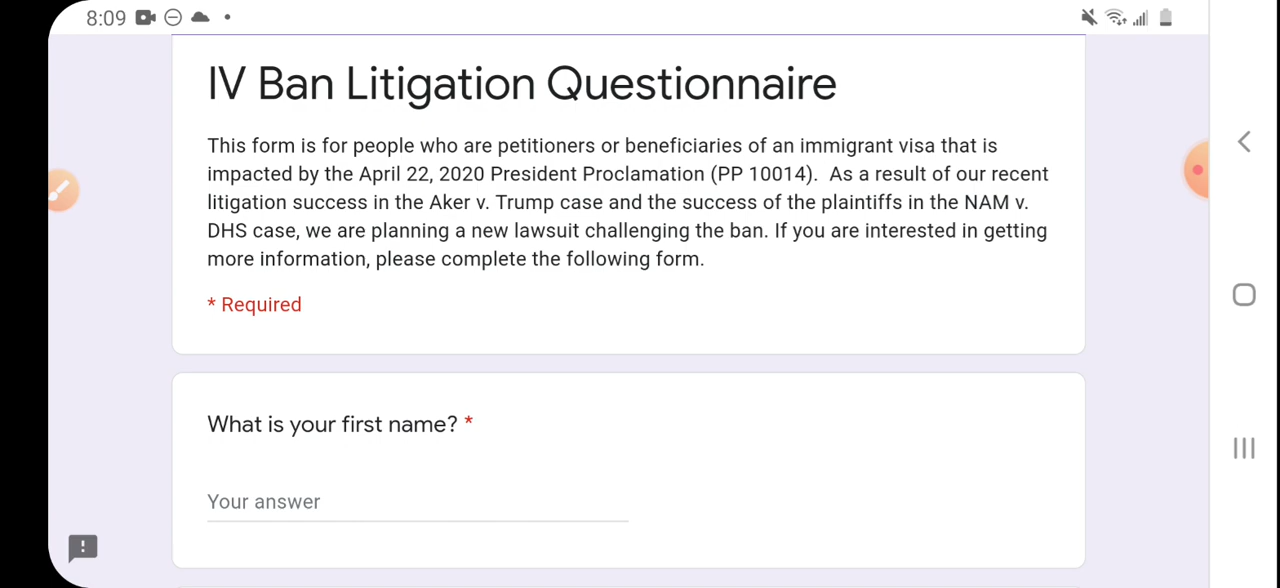 8:09
IV Ban Litigation Questionnaire
This form is for people who are petitioners or beneficiaries of an immigrant visa that is
impacted by the April 22, 2020 President Proclamation (PP 10014).  As a result of our recent
litigation success in the Aker v. Trump case and the success of the plaintiffs in the NAM v.
DHS case, we are planning a new lawsuit challenging the ban. If you are interested in getting
more information, please complete the following form.
* Required
What is your first name? *
Your answer